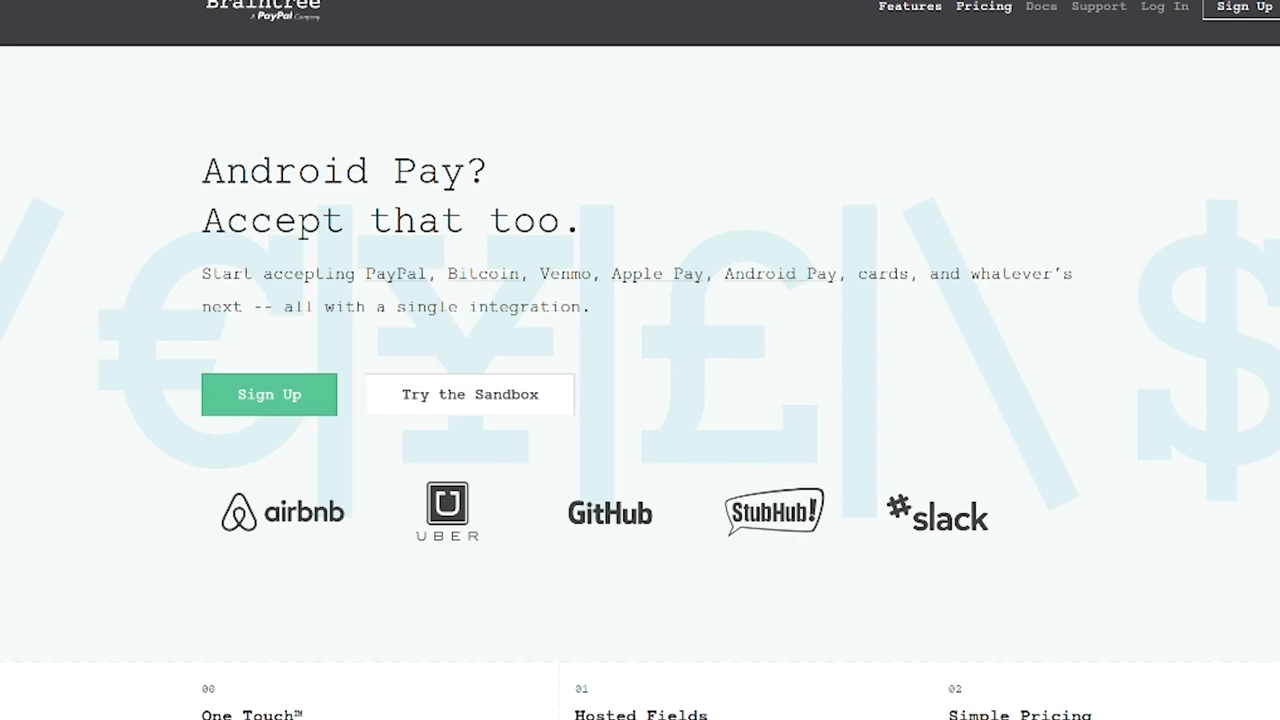 Braintree
A PayPal Company
Features Pricing Docs Support Log In Sign Up
Android Pay?
Accept that too.
Start accepting PayPal, Bitcoin, Venmo, Apple Pay, Android Pay, cards, and whatever’s
next -- all with a single integration.
Sign Up Try the Sandbox
airbnb UBER GitHub StubHub! slack
00 01 02
One Touch™ Hosted Fields Simple Pricing